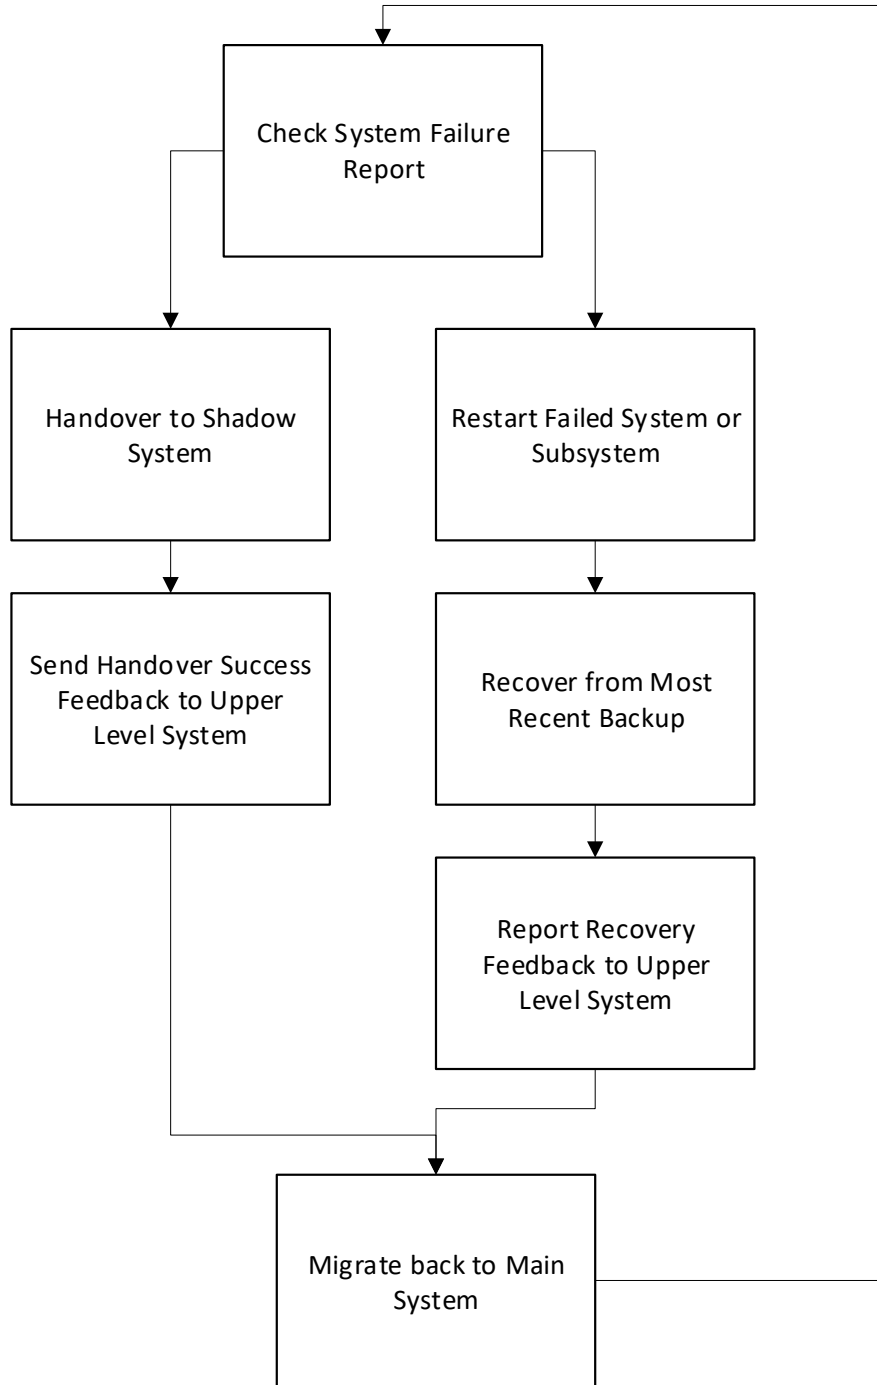 Check System Failure
Report
Handover to Shadow
System
Restart Failed System or
Subsystem
Send Handover Success
Feedback to Upper
Level System
Recover from Most
Recent Backup
Report Recovery
Feedback to Upper
Level System
Migrate back to Main
System